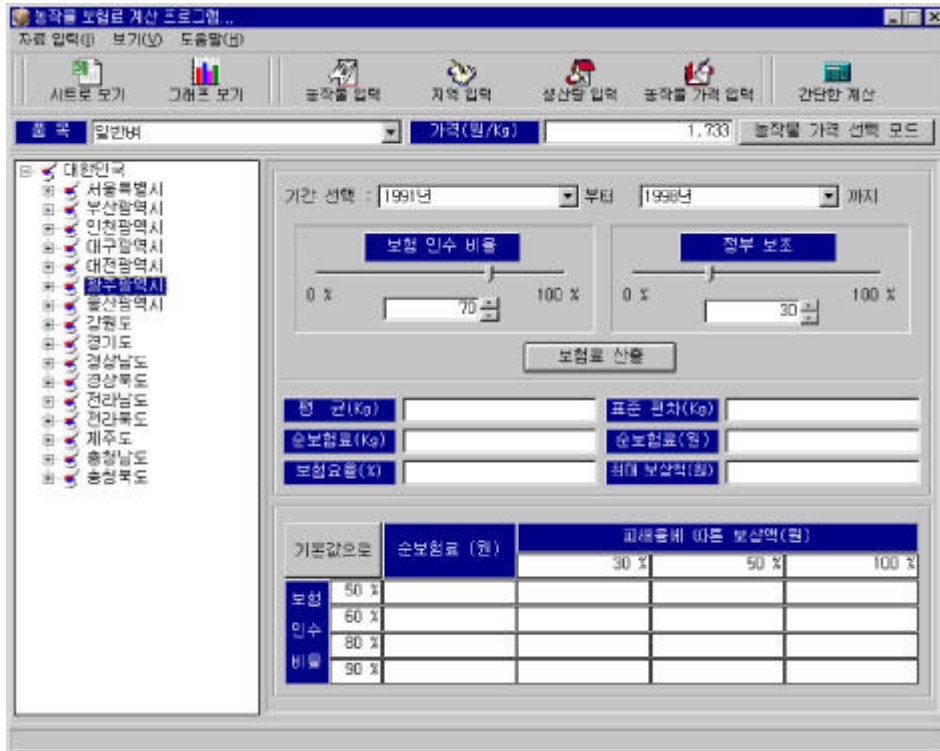 농작물 보험료 계산 프로그램...
자료 입력(I) 보기(V) 도움말(H)
시트로 보기 그래프 보기 농작물 입력 지역 입력 생산량 입력 농작물 가격 입력 간단한 계산
품 목 일반벼 가격(원/Kg) 1,733 농작물 가격 선택 모드
대한민국
서울특별시
부산광역시
인천광역시
대구광역시
대전광역시
광주광역시
울산광역시
강원도
경기도
경상남도
경상북도
전라남도
전라북도
제주도
충청남도
충청북도
기간 선택 : 1991년 부터 1998년 까지
보험 인수 비율 정부 보조
0 % 100 % 0 % 100 %
70 30
보험료 산출
평 균(Kg) 표준 편차(Kg)
순보험료(Kg) 순보험료(원)
보험요율(%) 최대 보상액(원)
기본값으로 순보험료 (원) 피해율에 따른 보상액(원)
30 % 50 % 100 %
보험 인수 비율
50 %
60 %
80 %
90 %